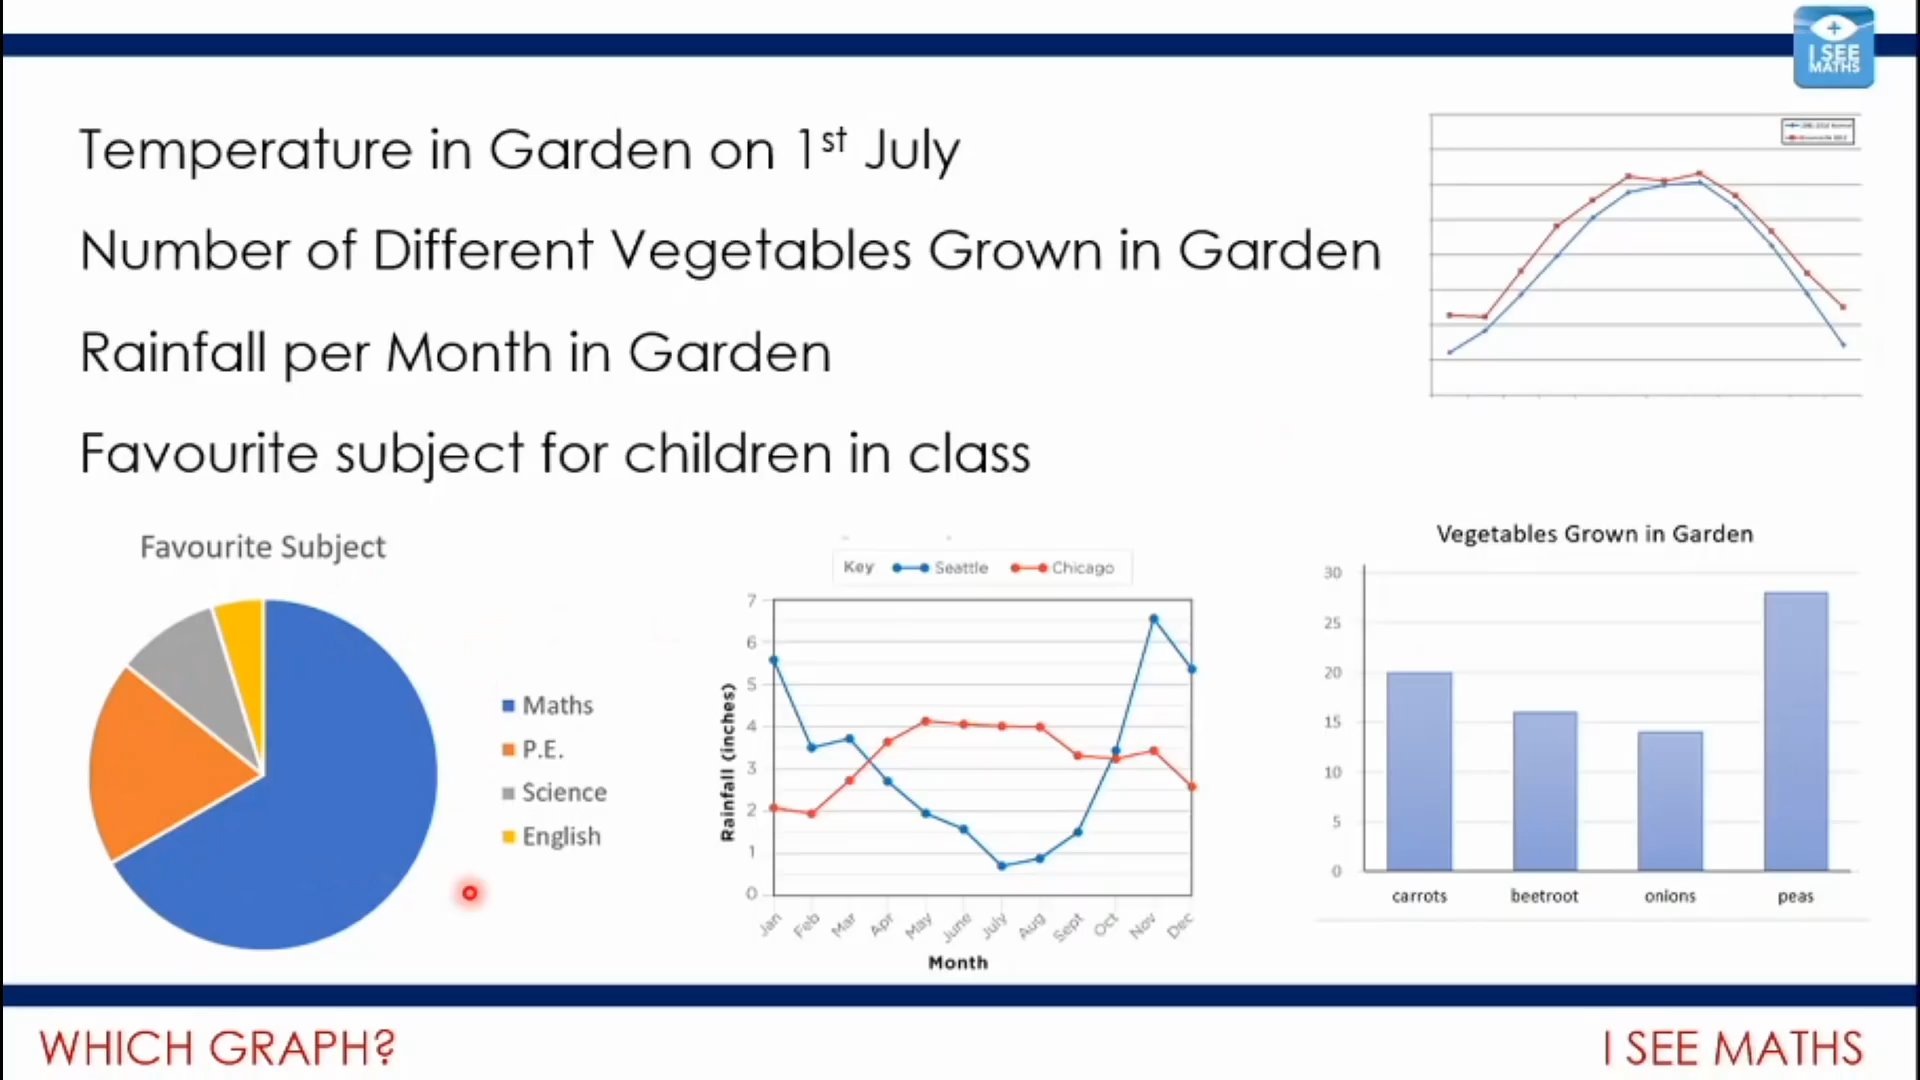 I SEE
MATHS
Temperature in Garden on 1st July
Number of Different Vegetables Grown in Garden
Rainfall per Month in Garden
Favourite subject for children in class
Favourite Subject
Maths
P.E.
Science
English
Key Seattle Chicago
7
6
5
4
3
2
1
0
Rainfall (inches)
Jan Feb Mar Apr May June July Aug Sept Oct Nov Dec
Month
Vegetables Grown in Garden
30
25
20
15
10
5
0
carrots beetroot onions peas
WHICH GRAPH?
I SEE MATHS